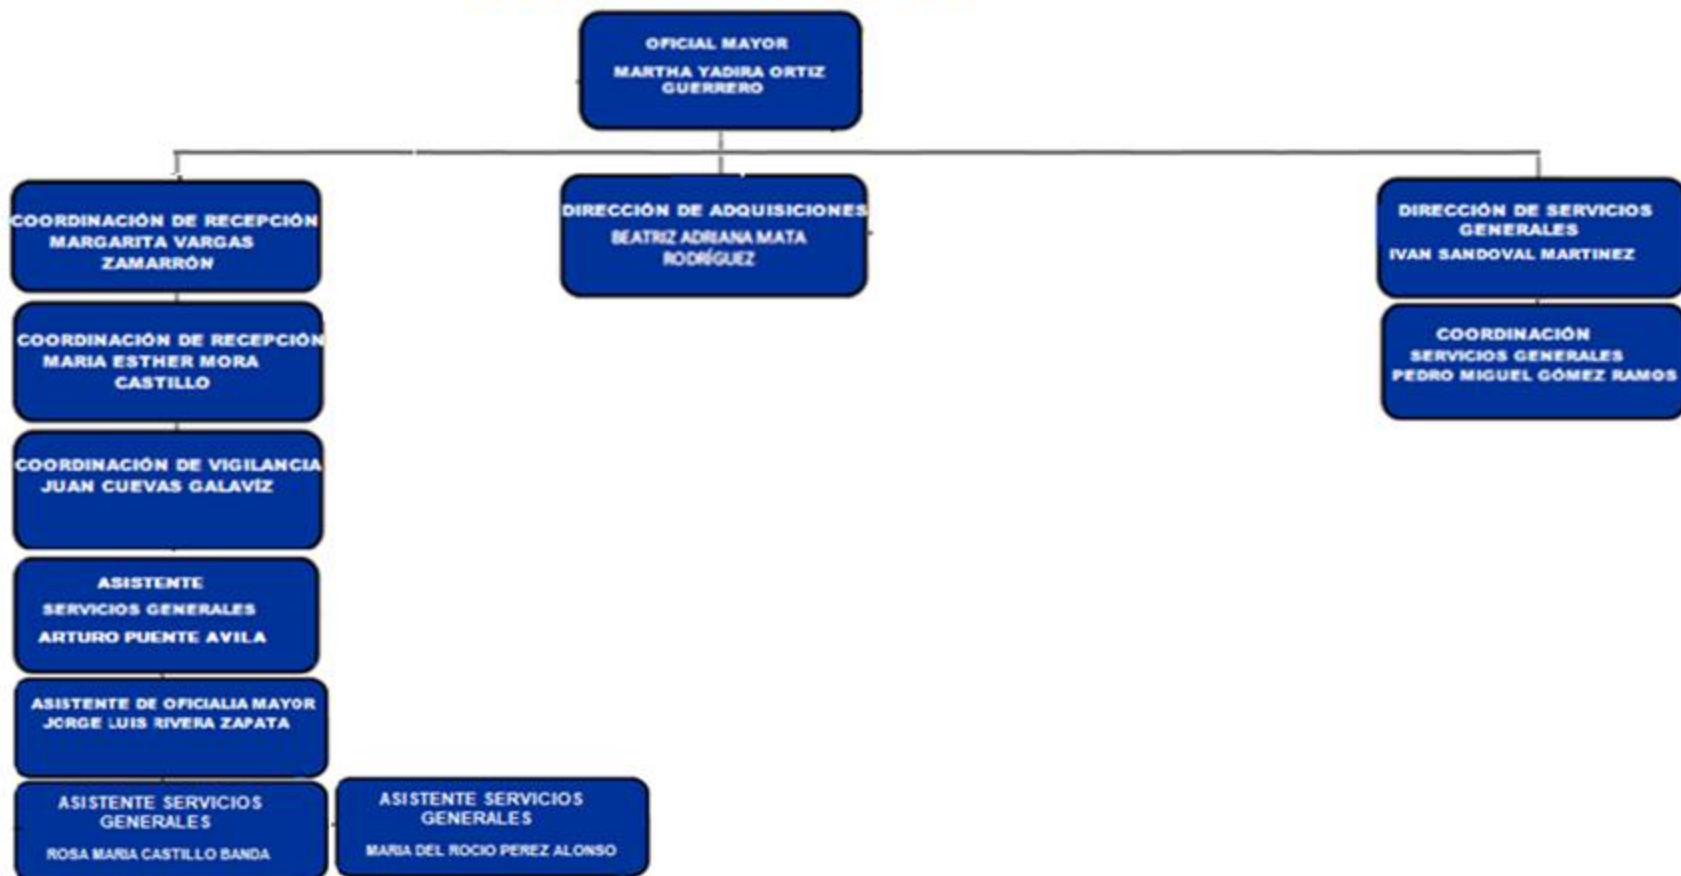 OFICIAL MAYOR
MARTHA YADIRA ORTIZ
GUERRERO
COORDINACIÓN DE RECEPCIÓN
MARGARITA VARGAS
ZAMARRÓN
DIRECCIÓN DE ADQUISICIONES
BEATRIZ ADRIANA MATA
RODRÍGUEZ
DIRECCIÓN DE SERVICIOS
GENERALES
IVAN SANDOVAL MARTINEZ
COORDINACIÓN DE RECEPCIÓN
MARIA ESTHER MORA
CASTILLO
COORDINACIÓN
SERVICIOS GENERALES
PEDRO MIGUEL GÓMEZ RAMOS
COORDINACIÓN DE VIGILANCIA
JUAN CUEVAS GALAVÍZ
ASISTENTE
SERVICIOS GENERALES
ARTURO PUENTE AVILA
ASISTENTE DE OFICIALIA MAYOR
JORGE LUIS RIVERA ZAPATA
ASISTENTE SERVICIOS
GENERALES
ROSA MARIA CASTILLO BANDA
ASISTENTE SERVICIOS
GENERALES
MARIA DEL ROCIO PEREZ ALONSO